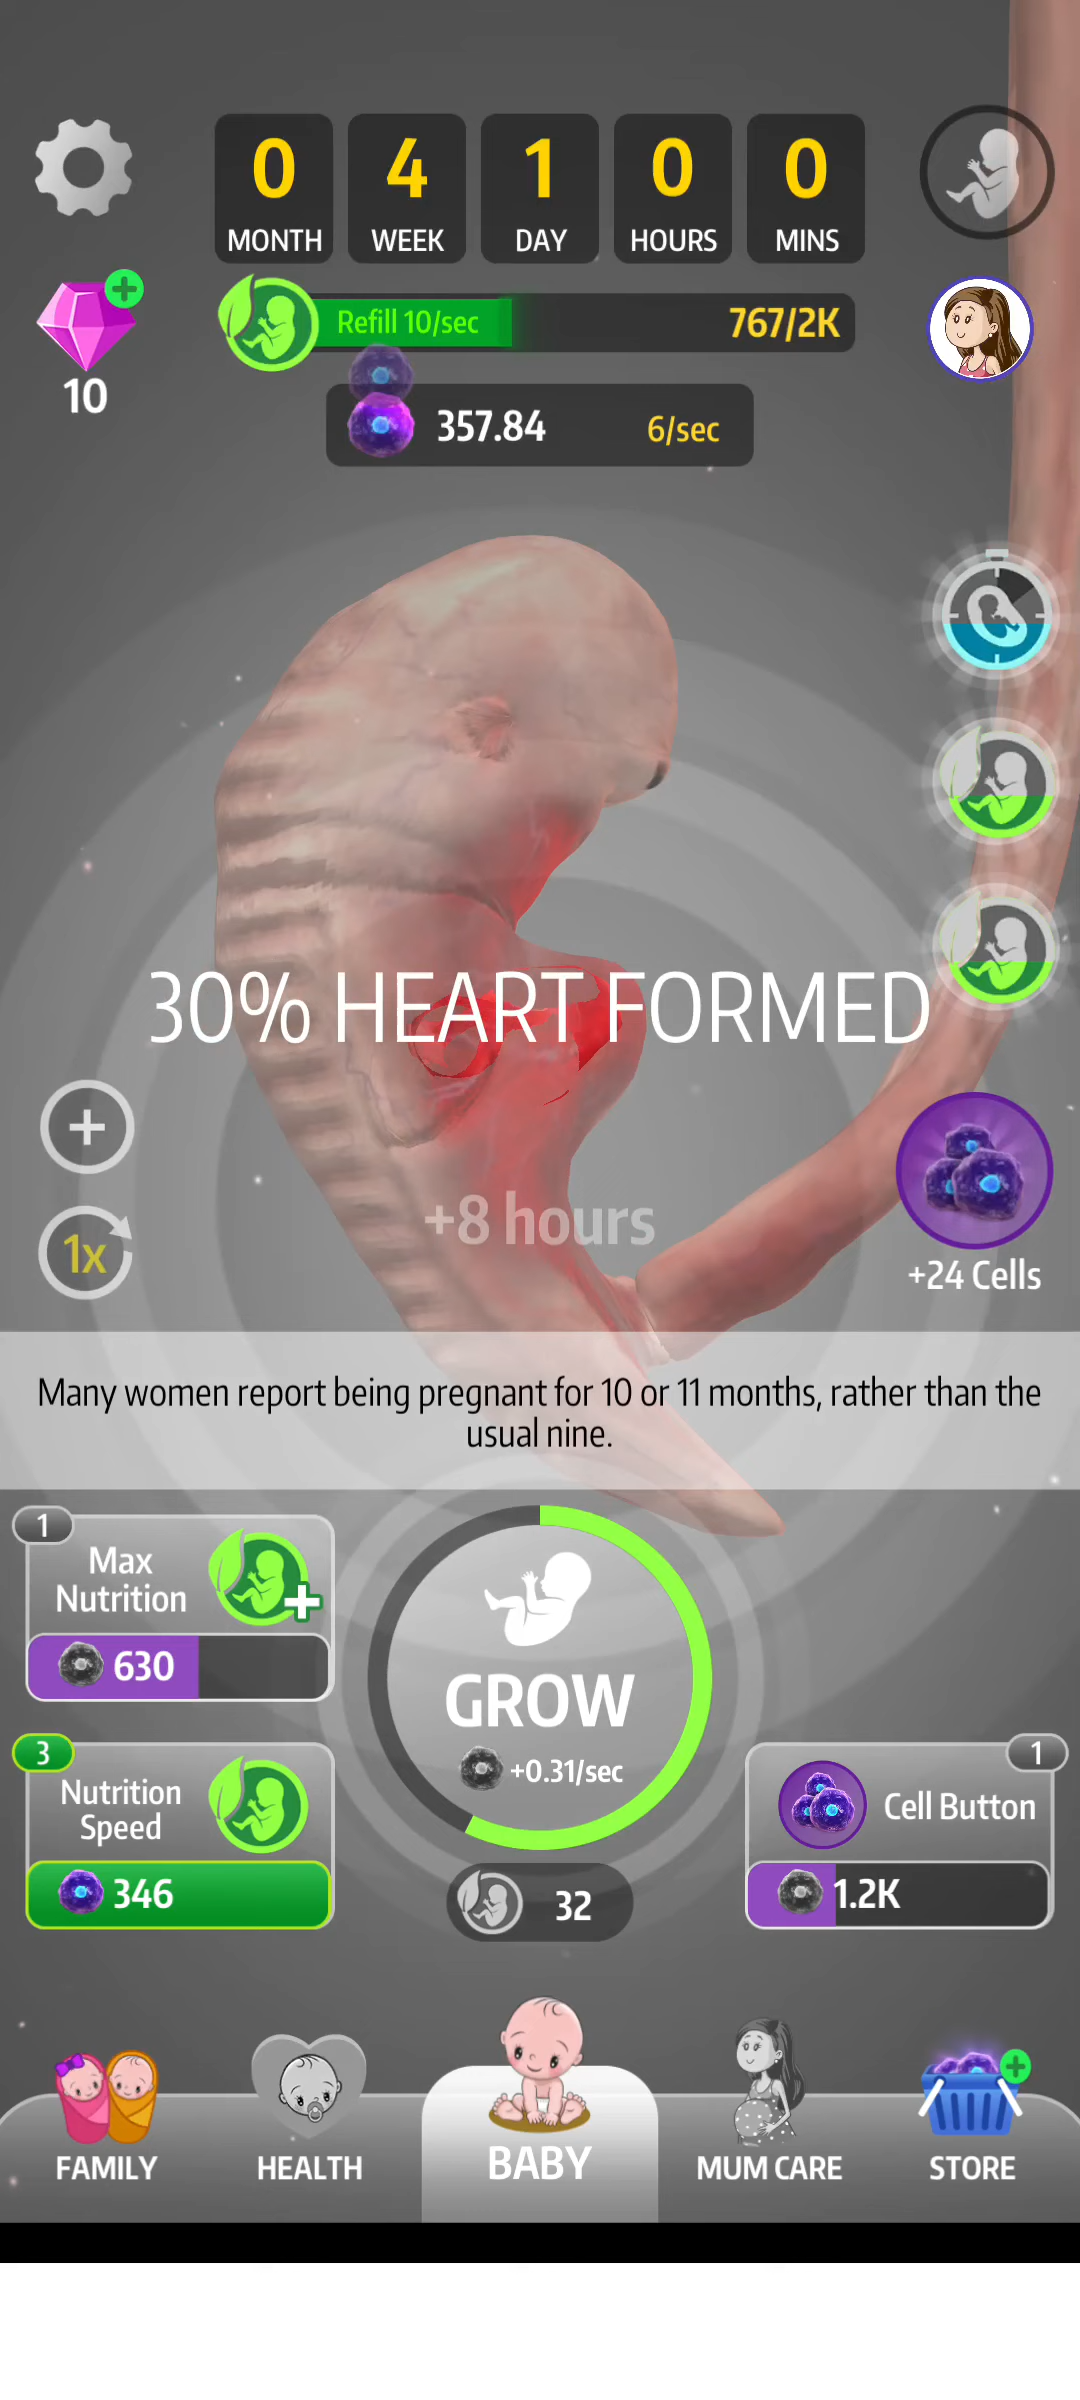 0 4 1 0 0
MONTH WEEK DAY HOURS MINS
Refill 10/sec 767/2K
10
357.84 6/sec
30% HEART FORMED
+8 hours
1x
+24 Cells
Many women report being pregnant for 10 or 11 months, rather than the
usual nine.
1
Max
Nutrition
630
GROW
+0.31/sec
3
Nutrition
Speed
346
32
1
Cell Button
1.2K
FAMILY HEALTH BABY MUM CARE STORE